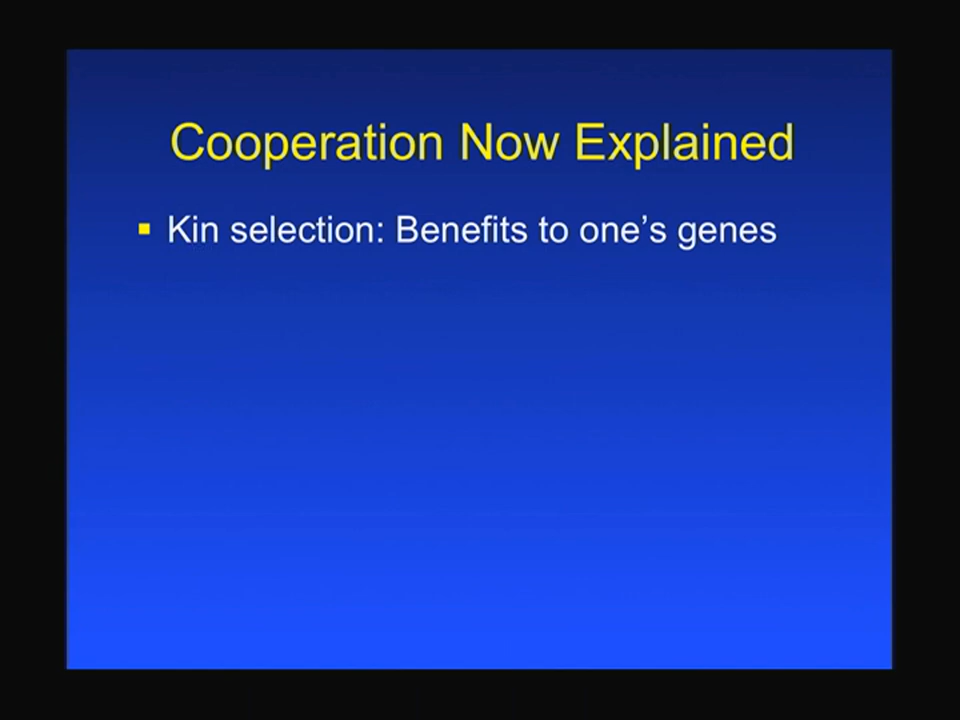 Cooperation Now Explained
Kin selection: Benefits to one’s genes